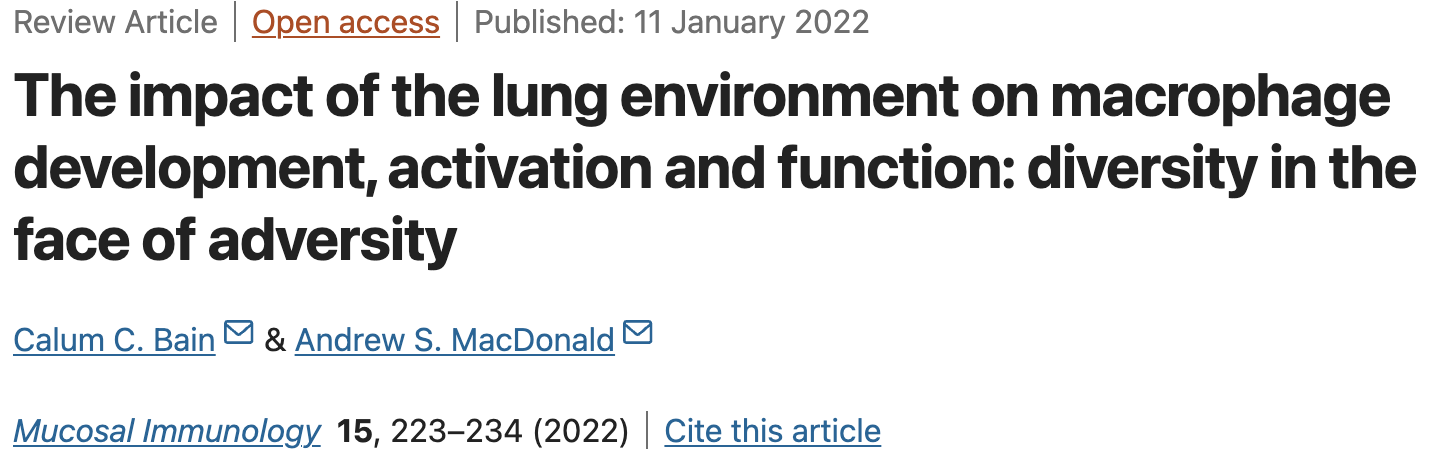 Review Article | Open access | Published: 11 January 2022
The impact of the lung environment on macrophage
development, activation and function: diversity in the
face of adversity
Calum C. Bain & Andrew S. MacDonald
Mucosal Immunology 15, 223–234 (2022) | Cite this article